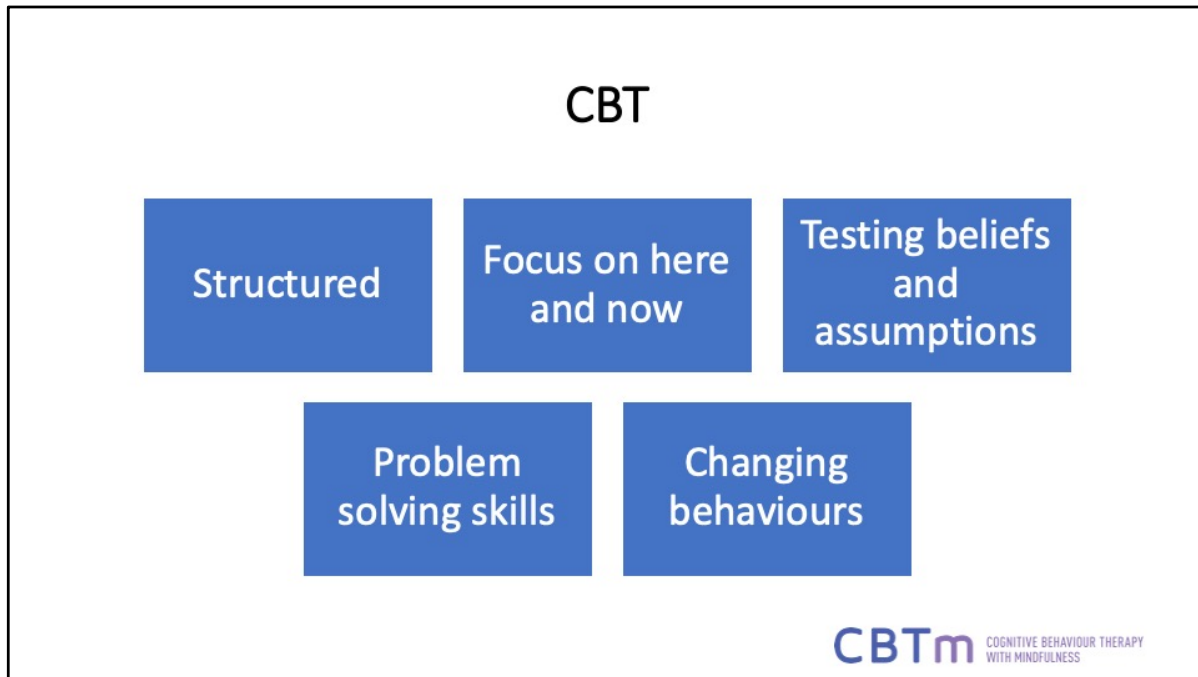 CBT
Structured
Focus on here
and now
Testing beliefs
and
assumptions
Problem
solving skills
Changing
behaviours
CBTm
COGNITIVE BEHAVIOUR THERAPY
WITH MINDFULNESS